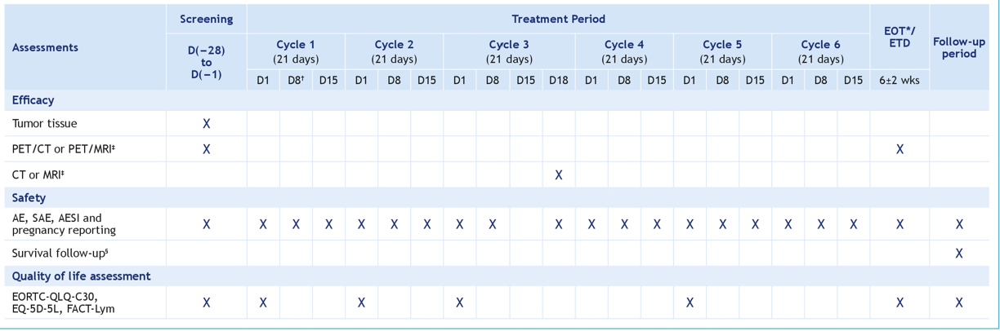 Assessments Screening Treatment Period EOT*/ Follow-up
ETD period
D(−28) Cycle 1 Cycle 2 Cycle 3 Cycle 4 Cycle 5 Cycle 6
to (21 days) (21 days) (21 days) (21 days) (21 days) (21 days)
D(−1)
D1 D8† D15 D1 D8 D15 D1 D8 D15 D18 D1 D8 D15 D1 D8 D15 D1 D8 D15 6±2 wks
Efficacy
Tumor tissue X
PET/CT or PET/MRI‡ X X
CT or MRI‡ X
Safety
AE, SAE, AESI and
pregnancy reporting X X X X X X X X X X X X X X X X X X X X X
Survival follow-up§ X
Quality of life assessment
EORTC-QLQ-C30,
EQ-5D-5L, FACT-Lym X X X X X X X